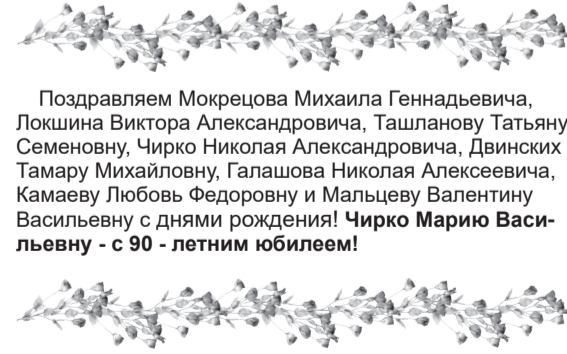 Поздравляем Мокрецова Михаила Геннадьевича,
Локшина Виктора Александровича, Ташланову Татьяну
Семеновну, Чирко Николая Александровича, Двинских
Тамару Михайловну, Галашова Николая Алексеевича,
Камаеву Любовь Федоровну и Мальцеву Валентину
Васильевну с днями рождения! Чирко Марию Васи-
льевну - с 90 - летним юбилеем!